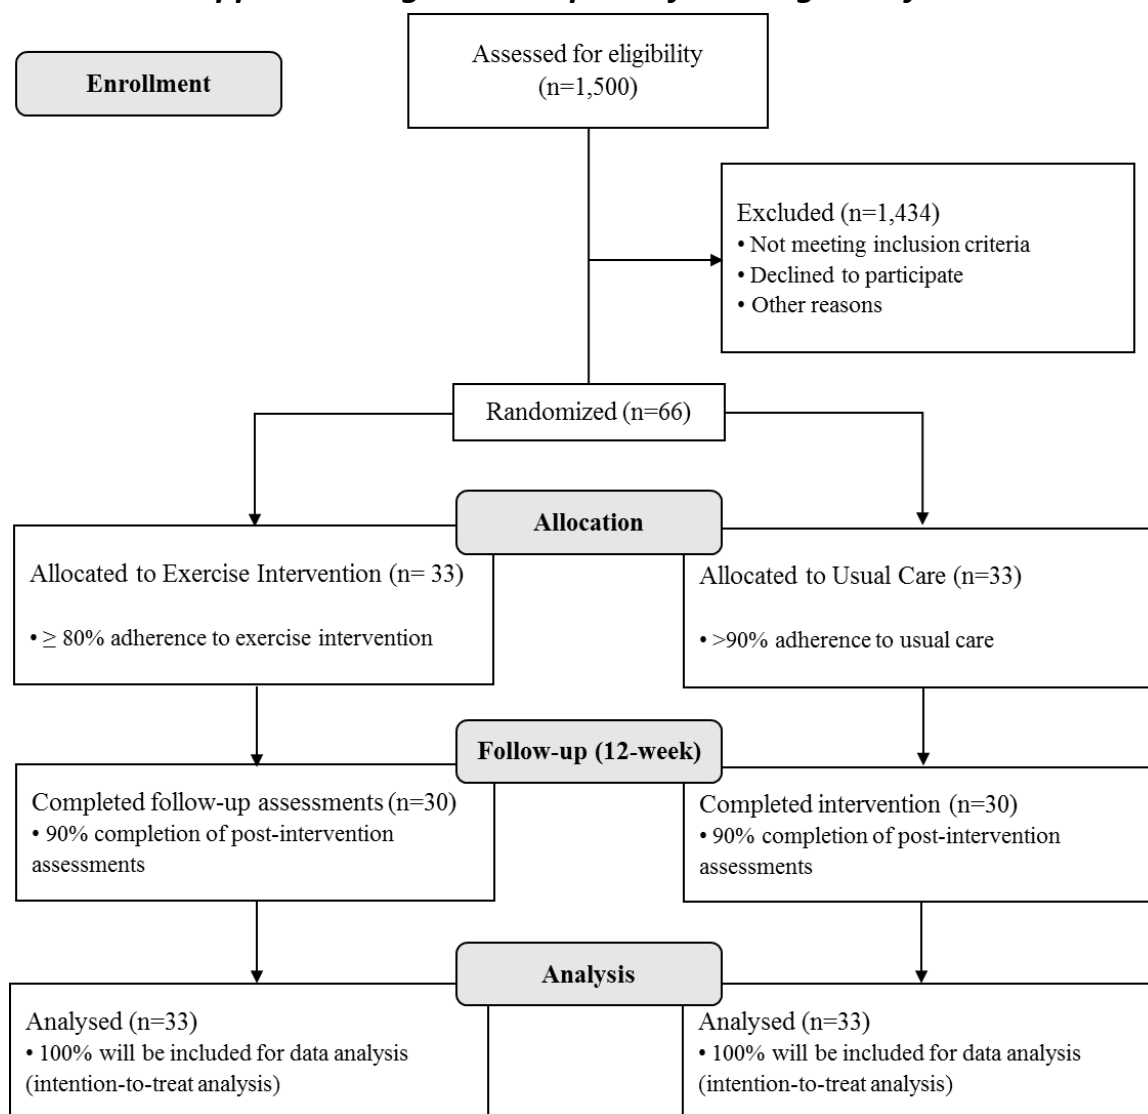 Enrollment
Assessed for eligibility
(n=1,500)
Excluded (n=1,434)
• Not meeting inclusion criteria
• Declined to participate
• Other reasons
Randomized (n=66)
Allocation
Allocated to Exercise Intervention (n= 33)
• ≥ 80% adherence to exercise intervention
Allocated to Usual Care (n=33)
• >90% adherence to usual care
Follow-up (12-week)
Completed follow-up assessments (n=30)
• 90% completion of post-intervention
assessments
Completed intervention (n=30)
• 90% completion of post-intervention
assessments
Analysis
Analysed (n=33)
• 100% will be included for data analysis
(intention-to-treat analysis)
Analysed (n=33)
• 100% will be included for data analysis
(intention-to-treat analysis)